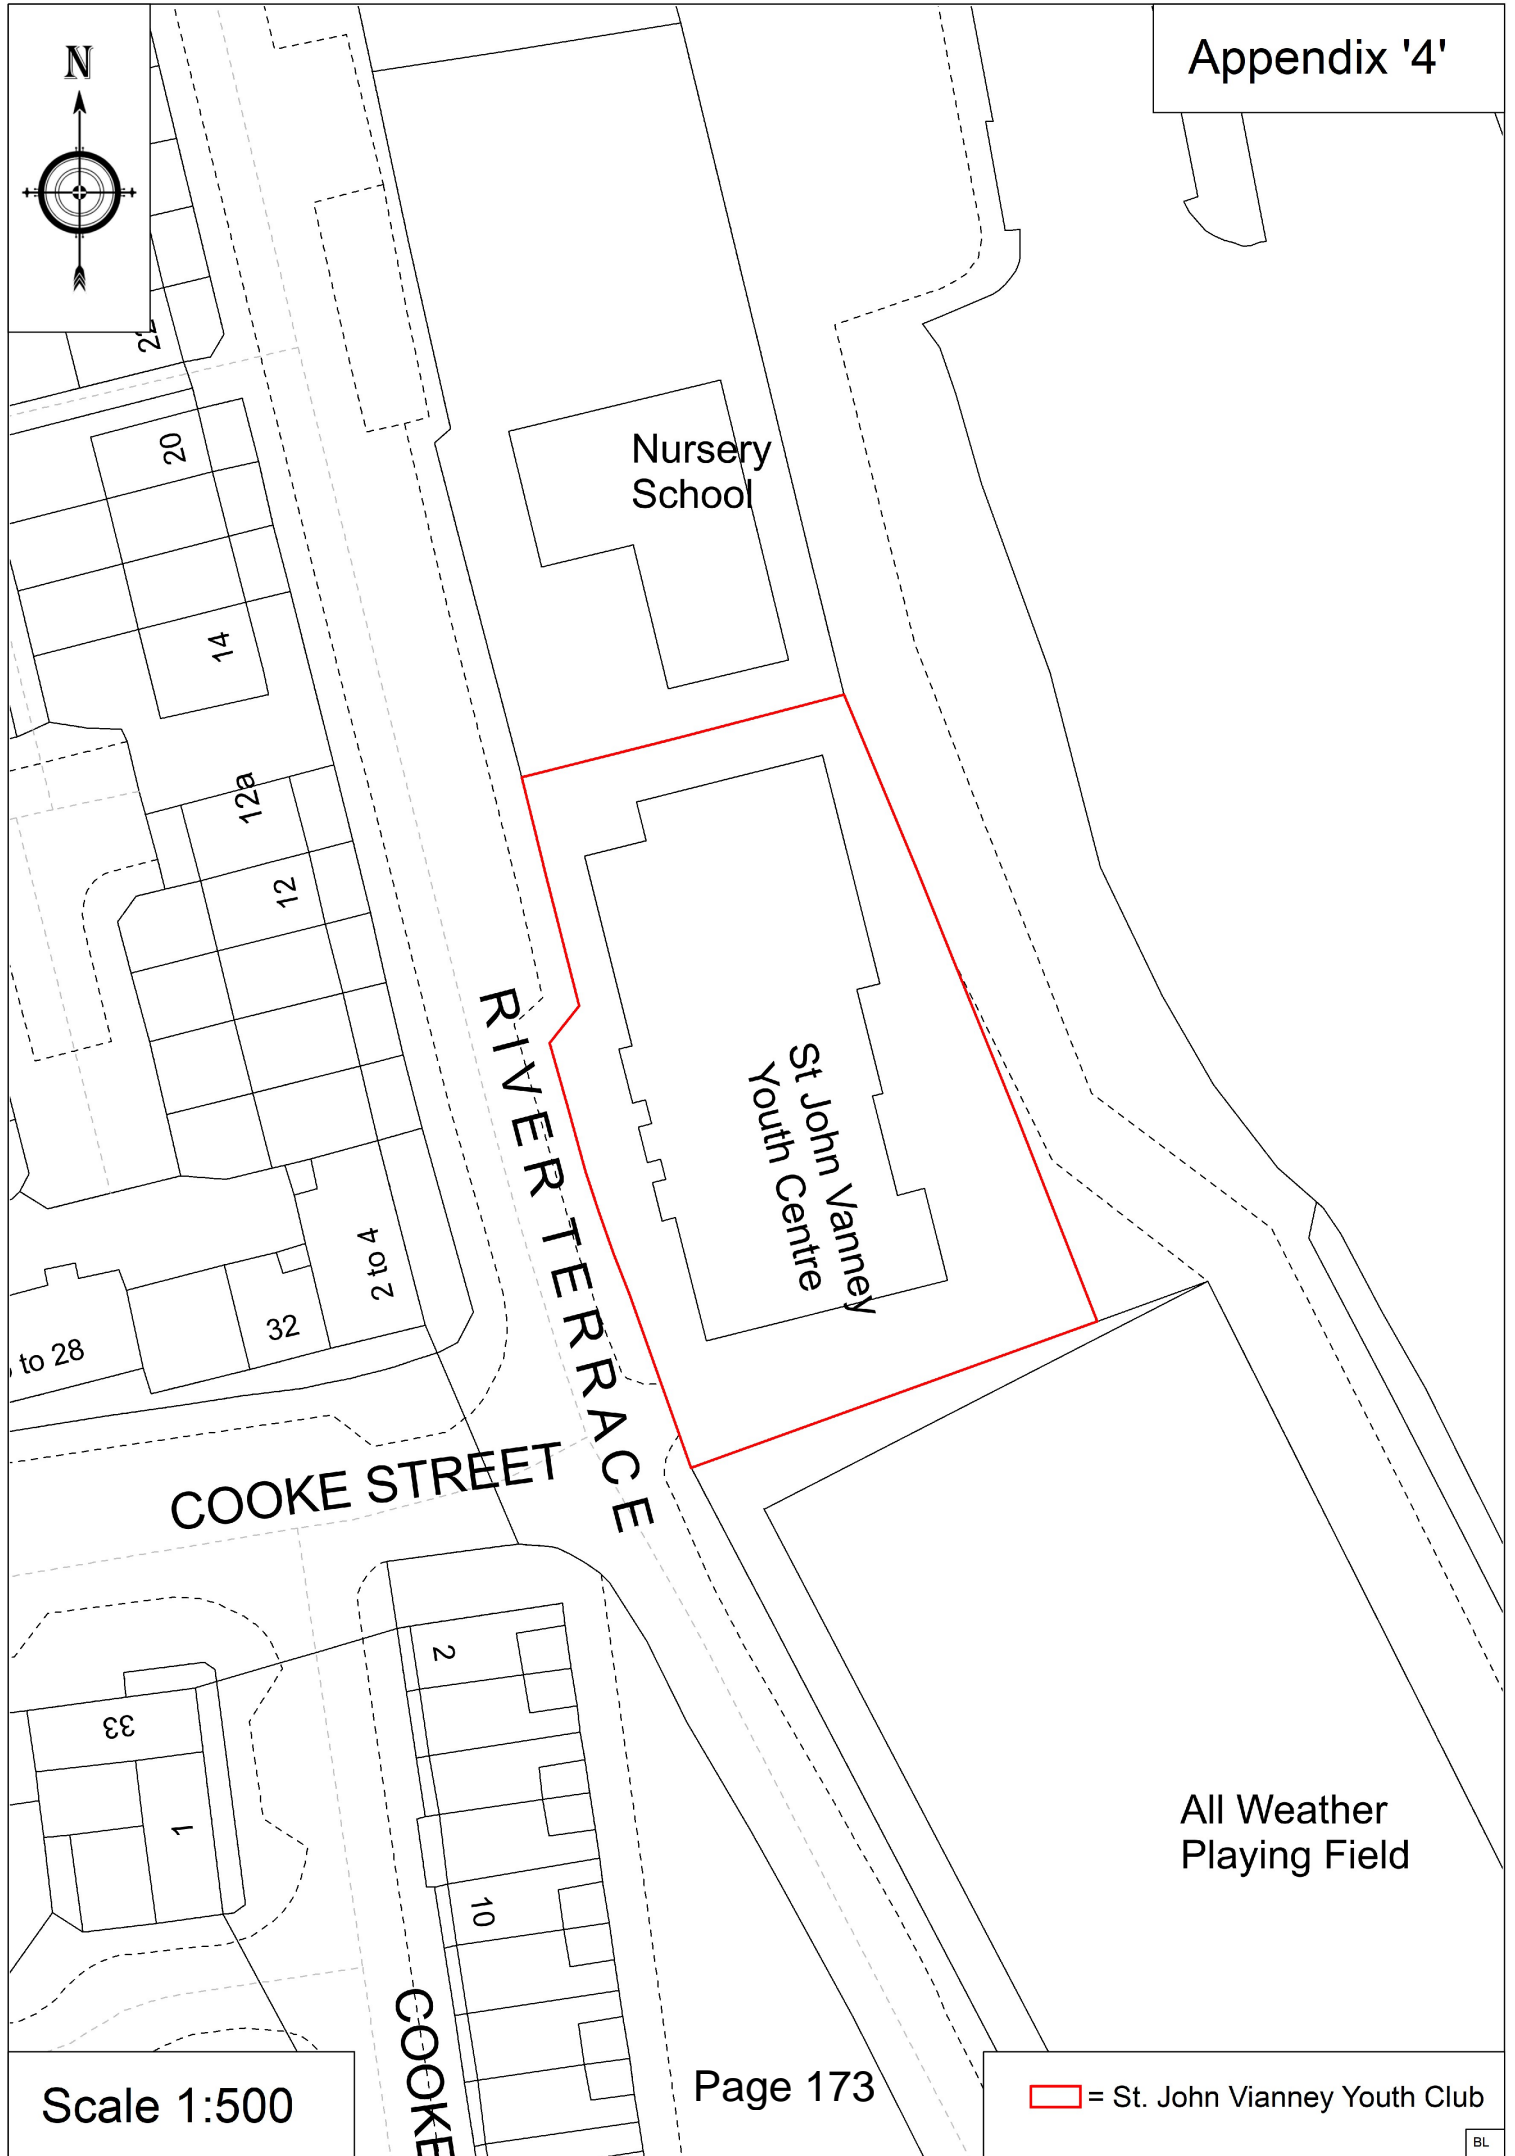 N
Appendix '4'
20
14
12a
12
Nursery
School
RIVER TERRACE
St John Vanney
Youth Centre
2 to 4
32
to 28
COOKE STREET
2
33
1
10
COOKE
All Weather
Playing Field
Scale 1:500
Page 173
= St. John Vianney Youth Club
BL